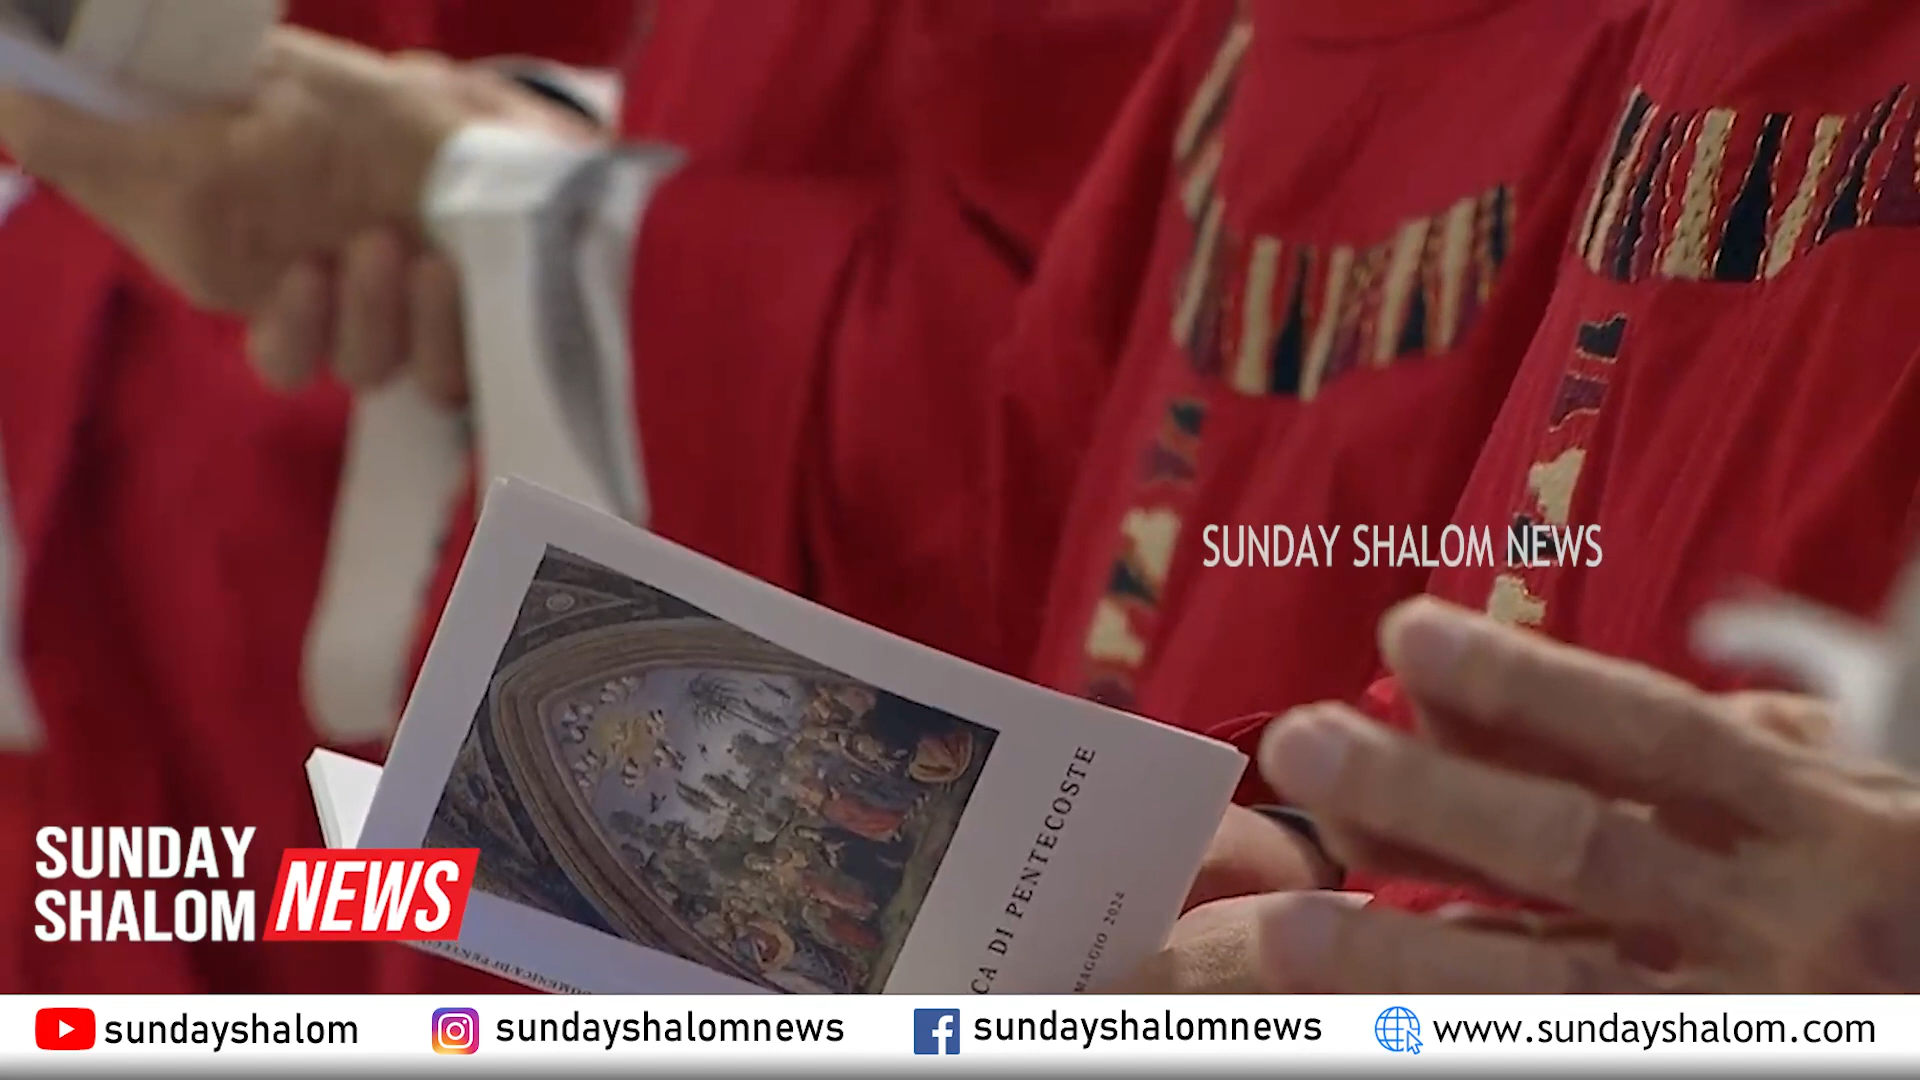 SUNDAY SHALOM NEWS
CA DI PENTECOSTE
MAGGIO 2024
SUNDAY
SHALOM NEWS
sundayshalom
sundayshalomnews
sundayshalomnews
www.sundayshalom.com